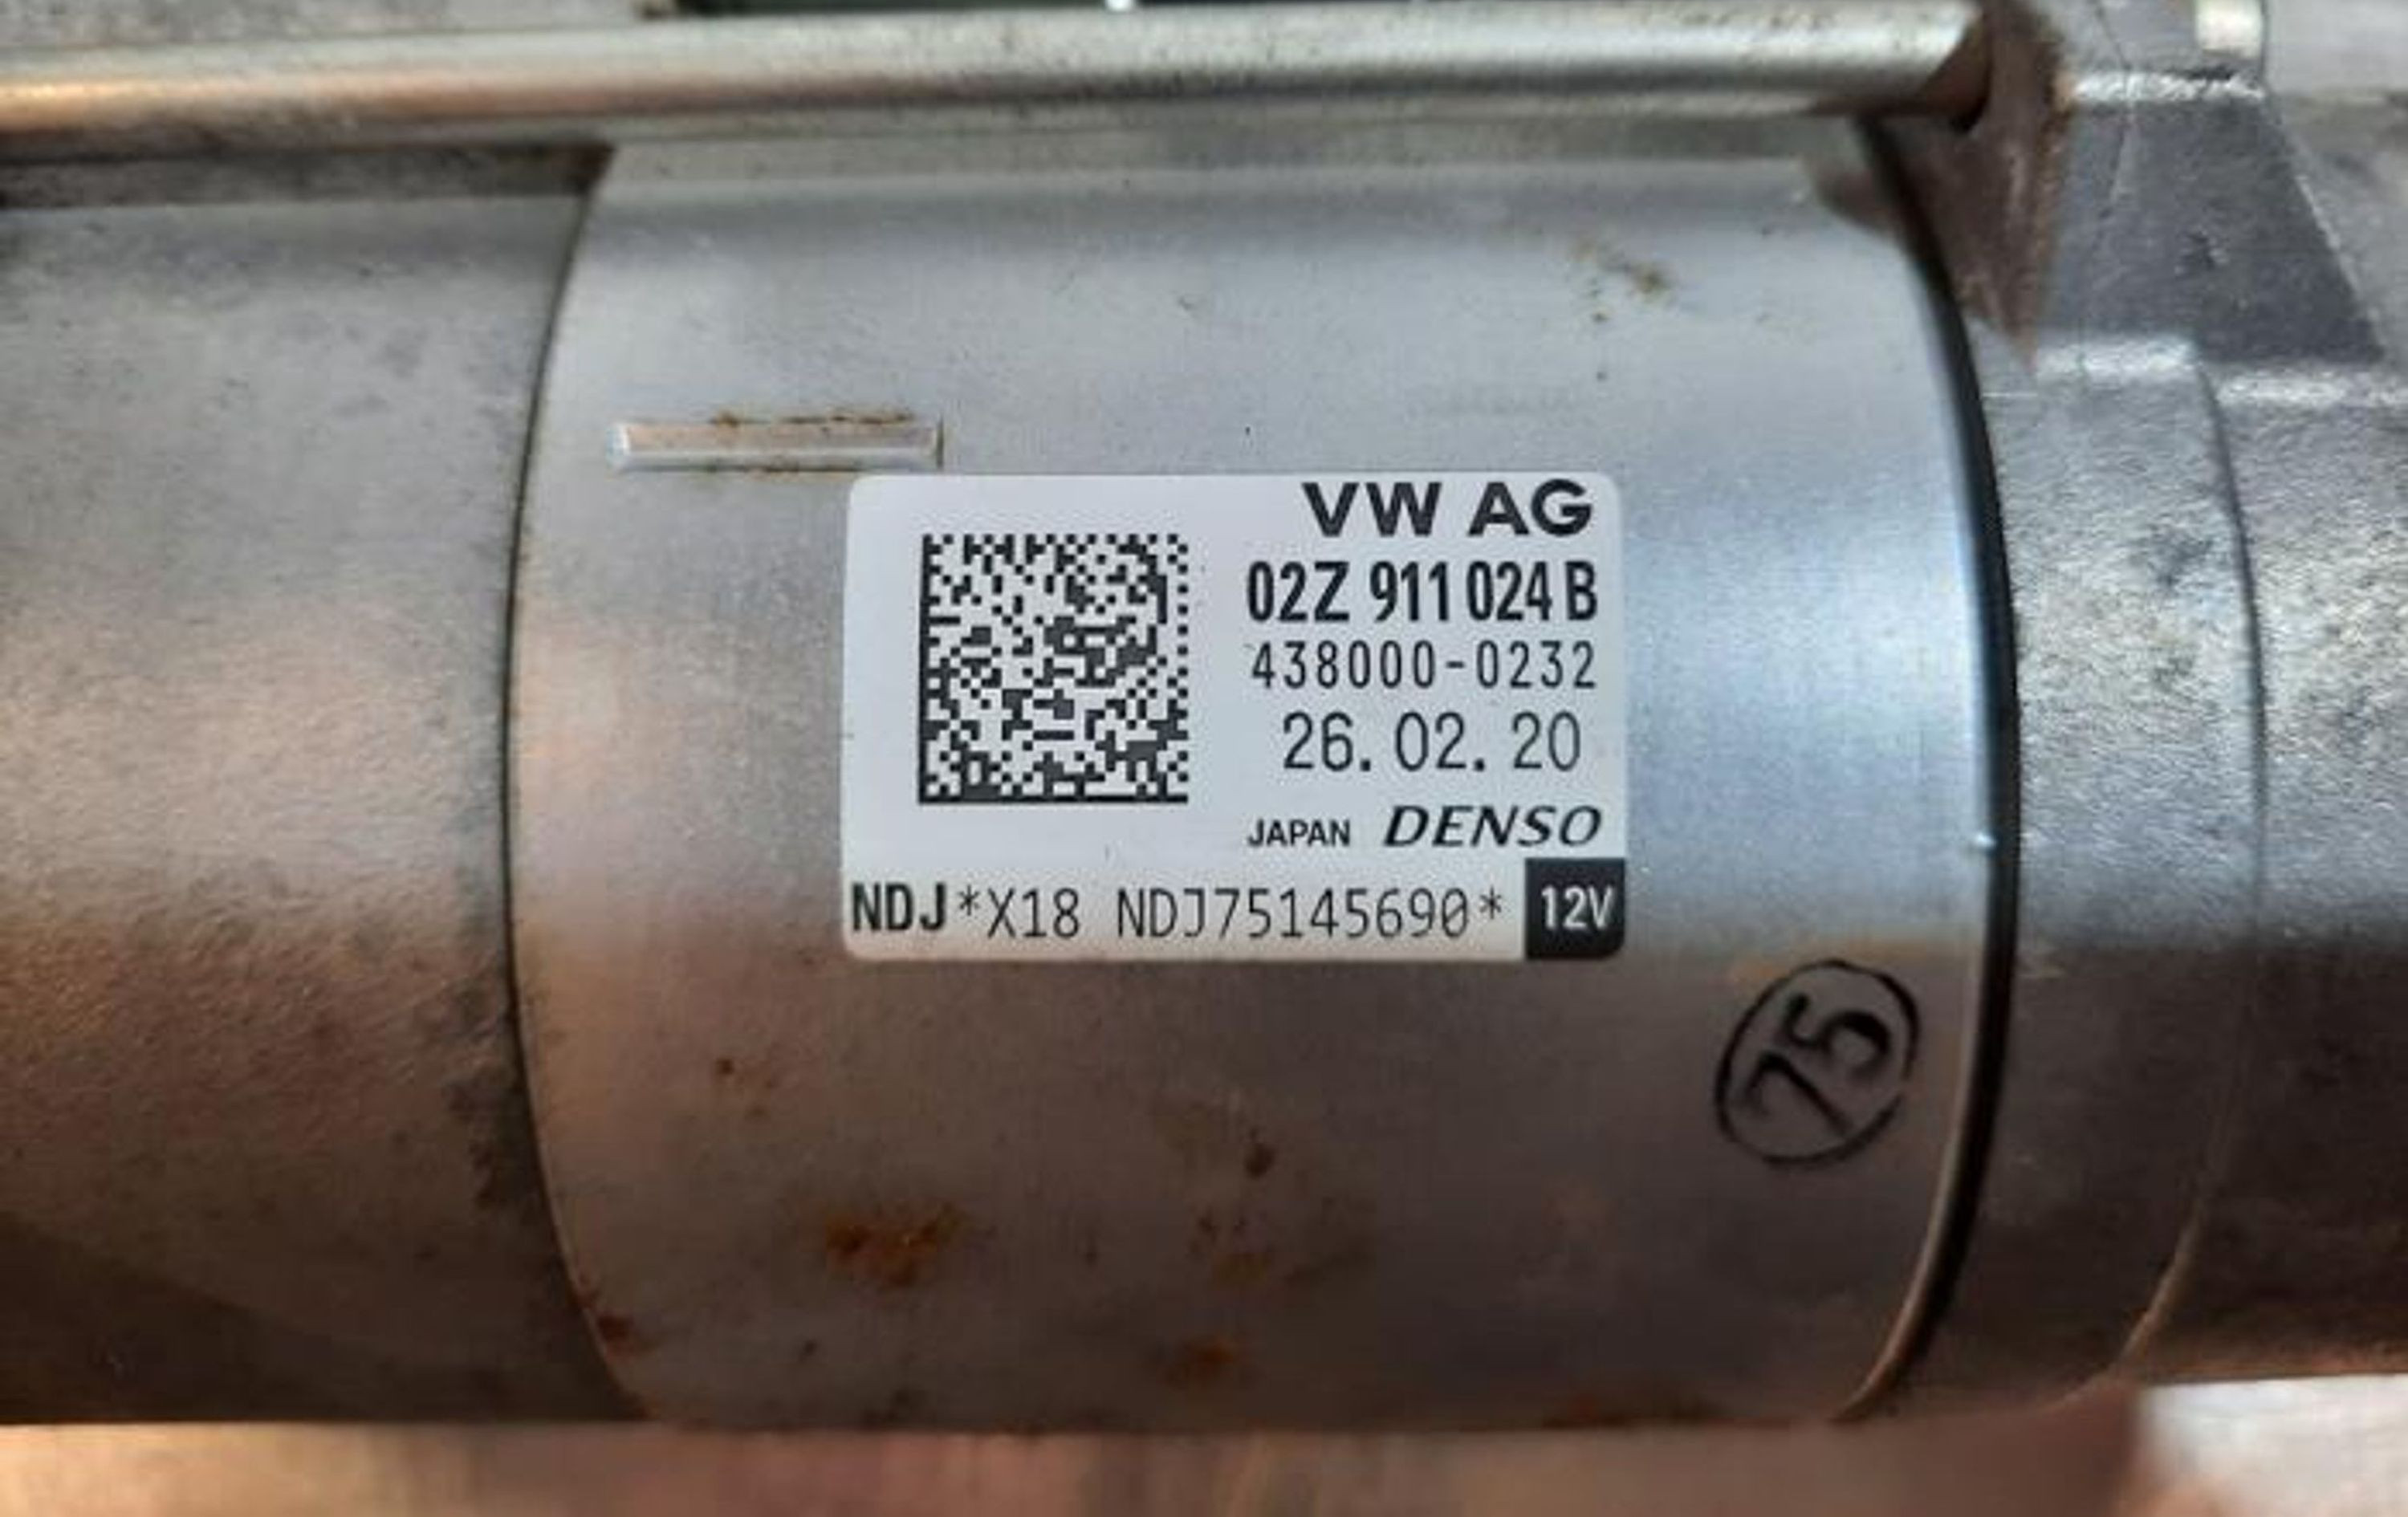 VW AG
02Z 911 024 B
438000-0232
26. 02. 20
JAPAN DENSO
NDJ*X18 NDJ75145690* 12V
75